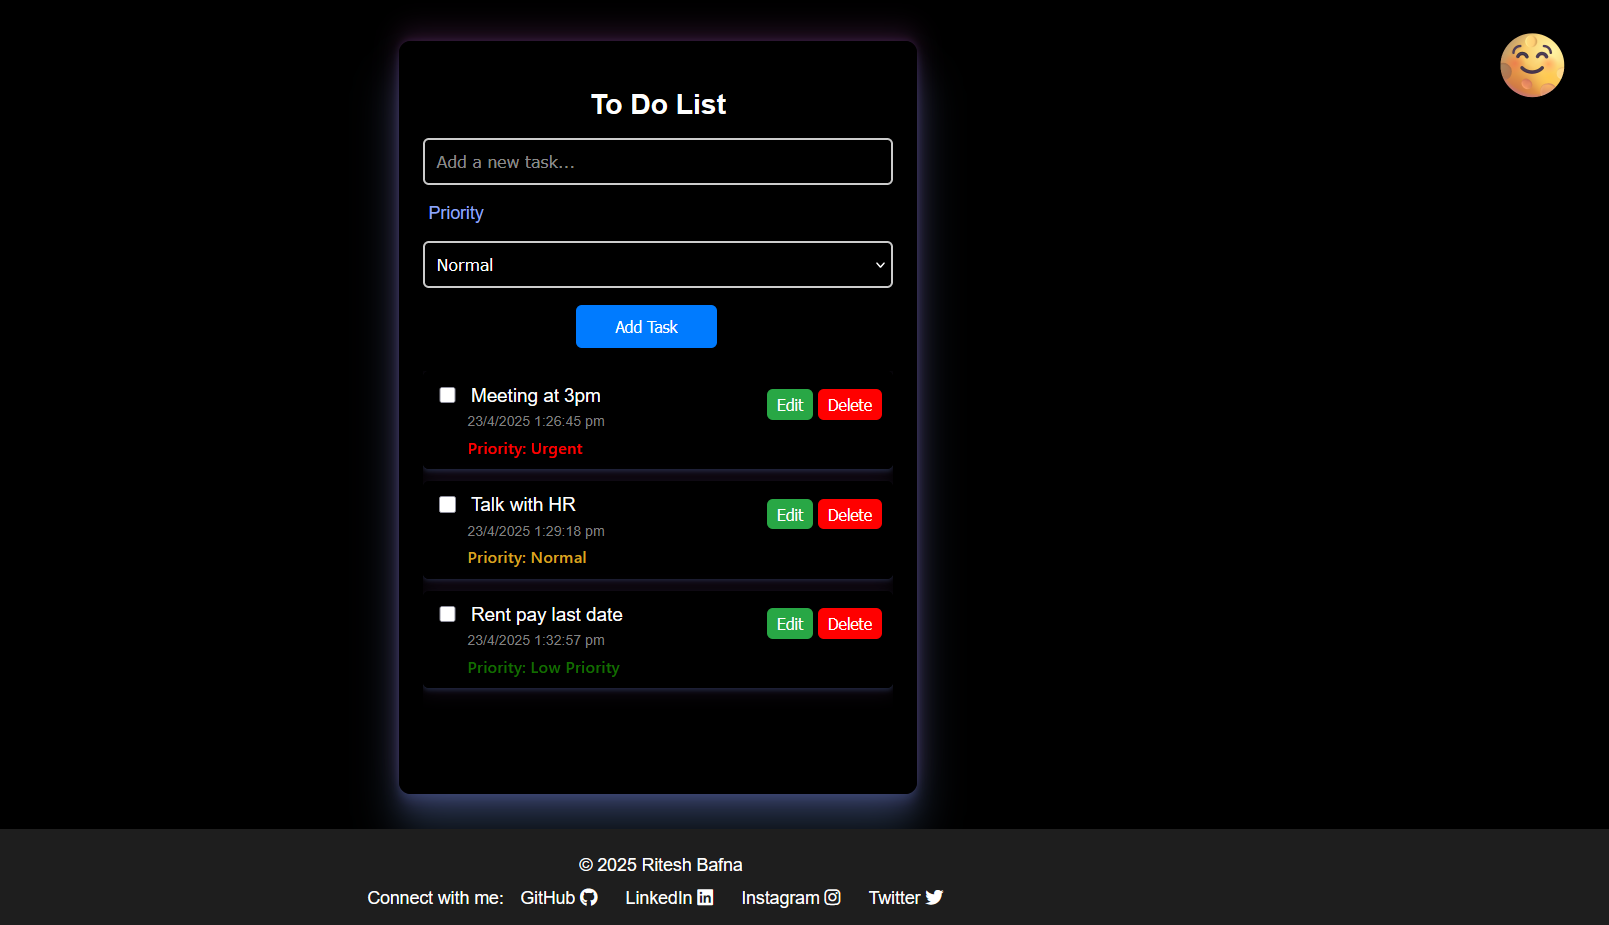 To Do List
Add a new task...
Priority
Normal
Add Task
Meeting at 3pm
Edit Delete
23/4/2025 1:26:45 pm
Priority: Urgent
Talk with HR
Edit Delete
23/4/2025 1:29:18 pm
Priority: Normal
Rent pay last date
Edit Delete
23/4/2025 1:32:57 pm
Priority: Low Priority
© 2025 Ritesh Bafna
Connect with me: GitHub LinkedIn Instagram Twitter